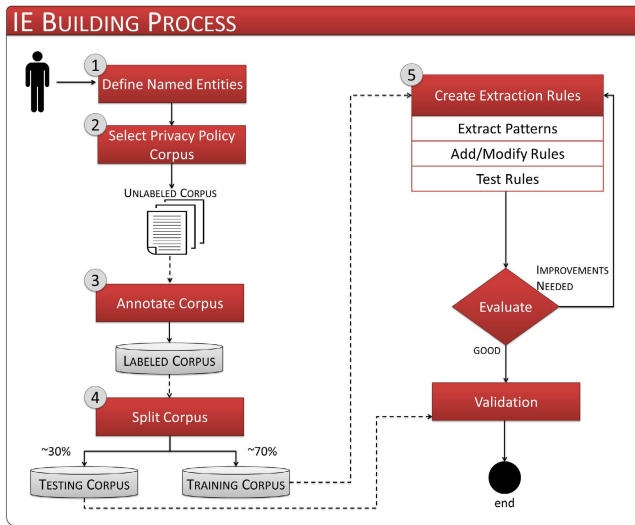 IE BUILDING PROCESS
1
Define Named Entities
2
Select Privacy Policy
Corpus
UNLABELED CORPUS
3
Annotate Corpus
LABELED CORPUS
4
Split Corpus
~30%
~70%
TESTING CORPUS
TRAINING CORPUS
5
Create Extraction Rules
Extract Patterns
Add/Modify Rules
Test Rules
IMPROVEMENTS
NEEDED
Evaluate
GOOD
Validation
end